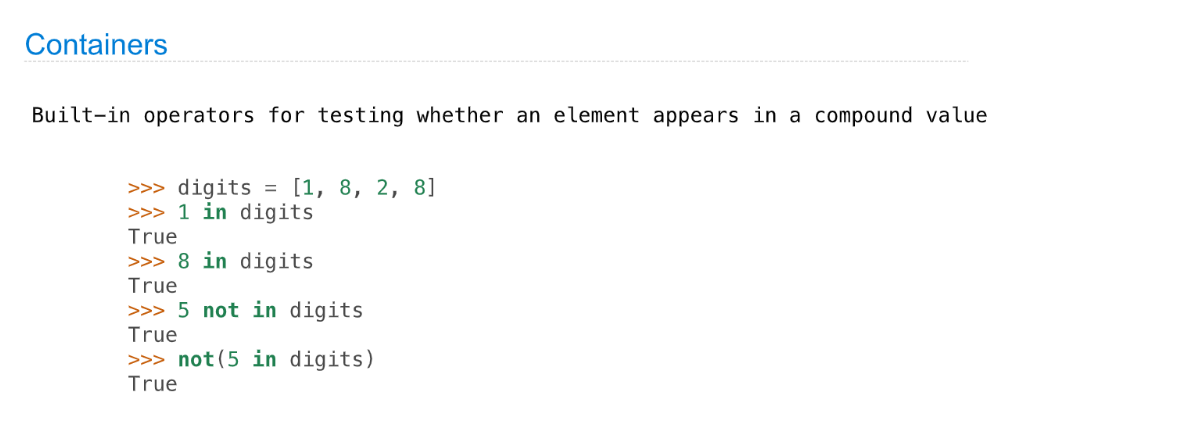 Containers
Built-in operators for testing whether an element appears in a compound value
>>> digits = [1, 8, 2, 8]
>>> 1 in digits
True
>>> 8 in digits
True
>>> 5 not in digits
True
>>> not(5 in digits)
True